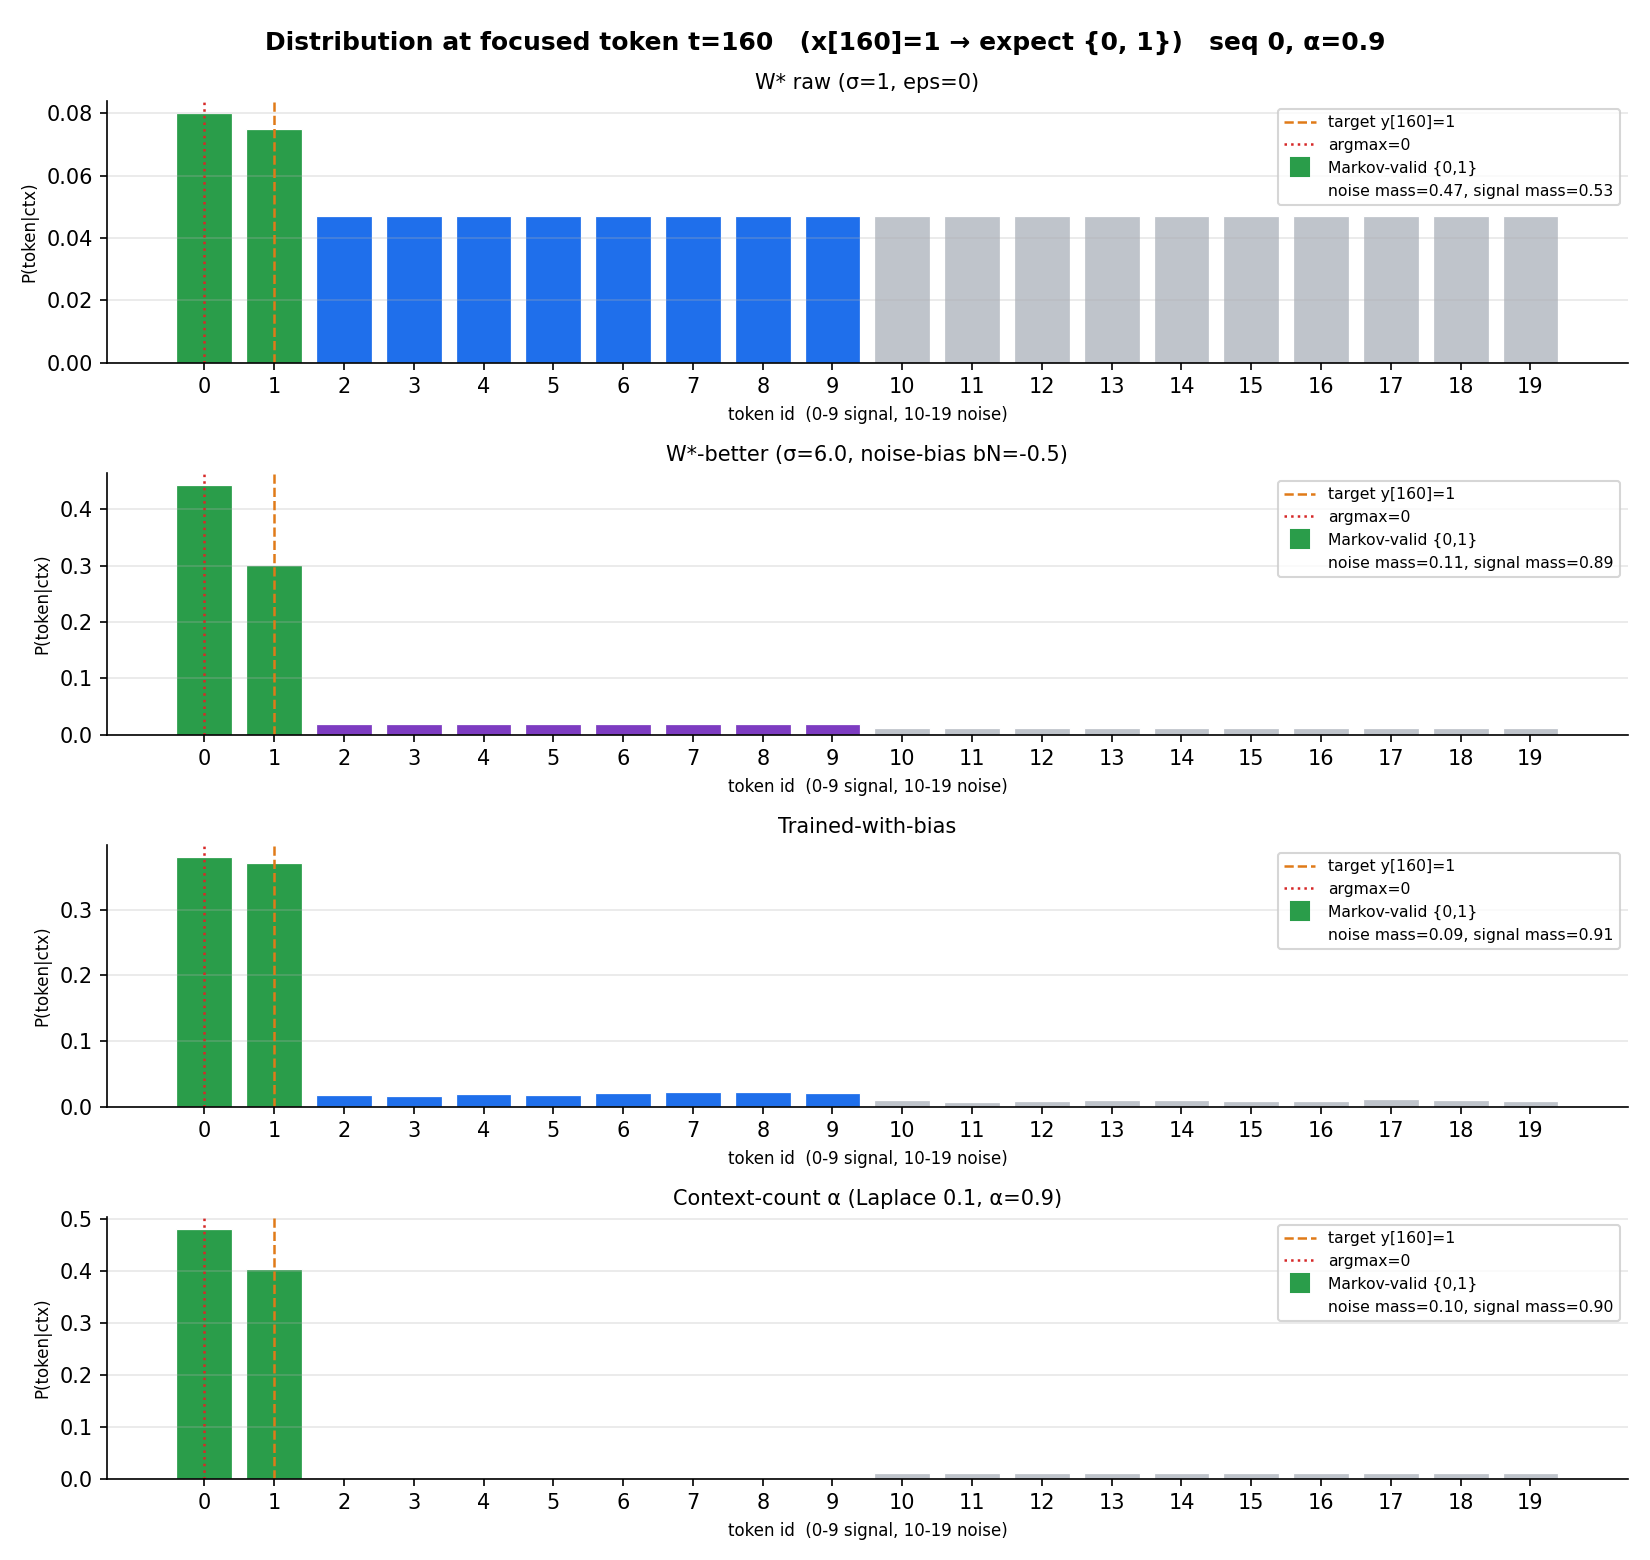 Distribution at focused token t=160   (x[160]=1 → expect {0, 1})   seq 0, α=0.9
W* raw (σ=1, eps=0)
target y[160]=1
argmax=0
Markov-valid {0,1}
noise mass=0.47, signal mass=0.53
P(token|ctx)
0.08
0.06
0.04
0.02
0.00
0 1 2 3 4 5 6 7 8 9 10 11 12 13 14 15 16 17 18 19
token id  (0-9 signal, 10-19 noise)
W*-better (σ=6.0, noise-bias bN=-0.5)
target y[160]=1
argmax=0
Markov-valid {0,1}
noise mass=0.11, signal mass=0.89
P(token|ctx)
0.4
0.3
0.2
0.1
0.0
0 1 2 3 4 5 6 7 8 9 10 11 12 13 14 15 16 17 18 19
token id  (0-9 signal, 10-19 noise)
Trained-with-bias
target y[160]=1
argmax=0
Markov-valid {0,1}
noise mass=0.09, signal mass=0.91
P(token|ctx)
0.3
0.2
0.1
0.0
0 1 2 3 4 5 6 7 8 9 10 11 12 13 14 15 16 17 18 19
token id  (0-9 signal, 10-19 noise)
Context-count α (Laplace 0.1, α=0.9)
target y[160]=1
argmax=0
Markov-valid {0,1}
noise mass=0.10, signal mass=0.90
P(token|ctx)
0.5
0.4
0.3
0.2
0.1
0.0
0 1 2 3 4 5 6 7 8 9 10 11 12 13 14 15 16 17 18 19
token id  (0-9 signal, 10-19 noise)